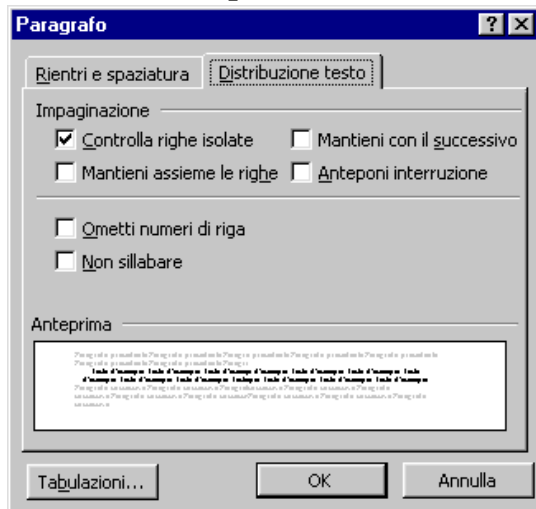 Paragrafo
Rientri e spaziatura Distribuzione testo
Impaginazione
Controlla righe isolate Mantieni con il successivo
Mantieni assieme le righe Anteponi interruzione
Ometti numeri di riga
Non sillabare
Anteprima
Tabulazioni... OK Annulla